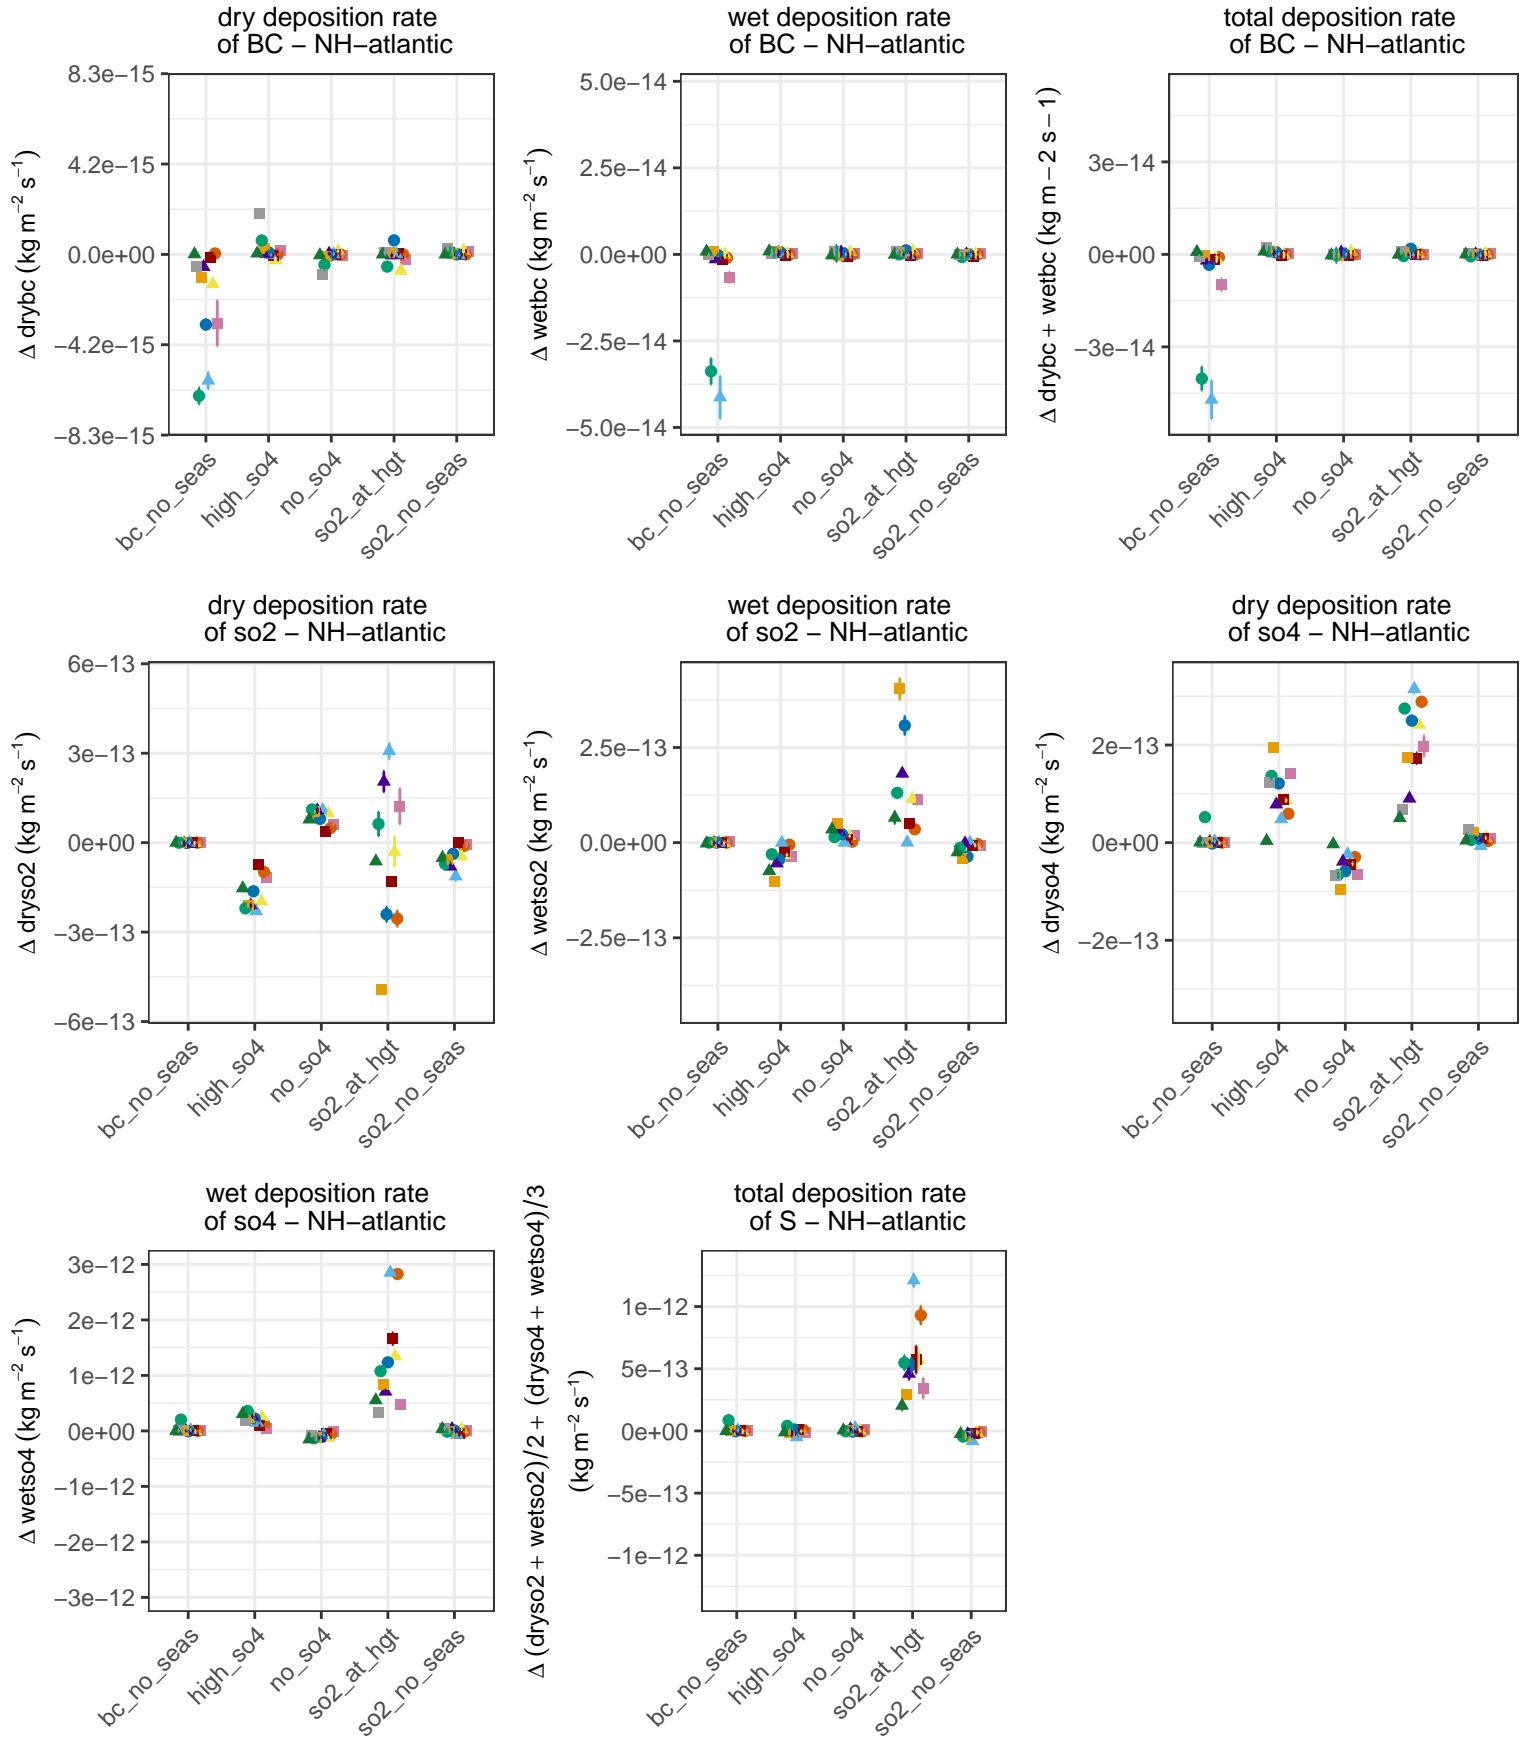 dry deposition rate
of BC − NH−atlantic
Δ drybc (kg m−2 s−1)
8.3e−15
4.2e−15
0.0e+00
−4.2e−15
−8.3e−15
bc_no_seas
high_so4
no_so4
so2_at_hgt
so2_no_seas
wet deposition rate
of BC − NH−atlantic
Δ wetbc (kg m−2 s−1)
5.0e−14
2.5e−14
0.0e+00
−2.5e−14
−5.0e−14
bc_no_seas
high_so4
no_so4
so2_at_hgt
so2_no_seas
total deposition rate
of BC − NH−atlantic
Δ drybc + wetbc (kg m − 2 s − 1)
3e−14
0e+00
−3e−14
bc_no_seas
high_so4
no_so4
so2_at_hgt
so2_no_seas
dry deposition rate
of so2 − NH−atlantic
Δ dryso2 (kg m−2 s−1)
6e−13
3e−13
0e+00
−3e−13
−6e−13
bc_no_seas
high_so4
no_so4
so2_at_hgt
so2_no_seas
wet deposition rate
of so2 − NH−atlantic
Δ wetso2 (kg m−2 s−1)
2.5e−13
0.0e+00
−2.5e−13
bc_no_seas
high_so4
no_so4
so2_at_hgt
so2_no_seas
dry deposition rate
of so4 − NH−atlantic
Δ dryso4 (kg m−2 s−1)
2e−13
0e+00
−2e−13
bc_no_seas
high_so4
no_so4
so2_at_hgt
so2_no_seas
wet deposition rate
of so4 − NH−atlantic
Δ wetso4 (kg m−2 s−1)
3e−12
2e−12
1e−12
0e+00
−1e−12
−2e−12
−3e−12
bc_no_seas
high_so4
no_so4
so2_at_hgt
so2_no_seas
total deposition rate
of S − NH−atlantic
Δ (dryso2 + wetso2)/2 + (dryso4 + wetso4)/3
(kg m−2 s−1)
1e−12
5e−13
0e+00
−5e−13
−1e−12
bc_no_seas
high_so4
no_so4
so2_at_hgt
so2_no_seas